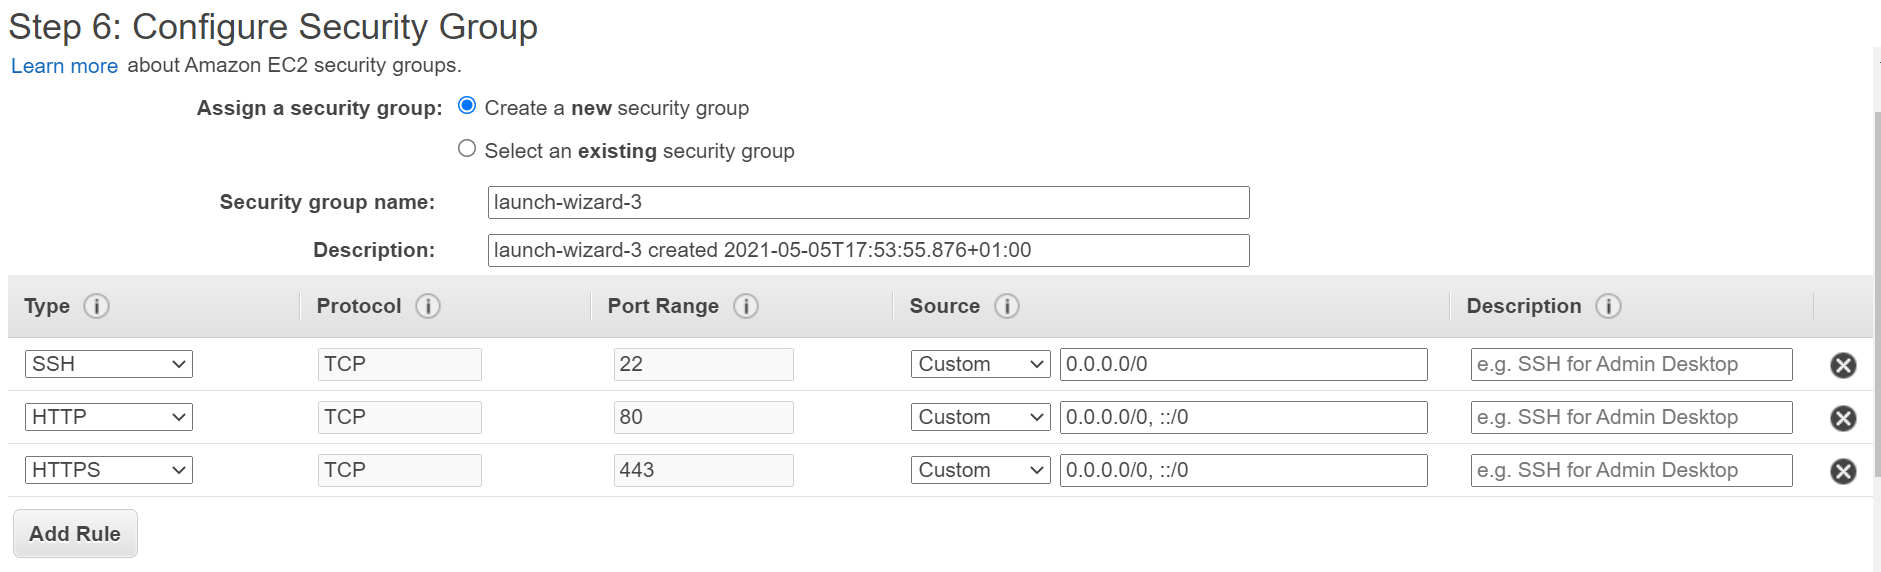 Step 6: Configure Security Group
Learn more about Amazon EC2 security groups.
Assign a security group: Create a new security group
Select an existing security group
Security group name: launch-wizard-3
Description: launch-wizard-3 created 2021-05-05T17:53:55.876+01:00
Type i Protocol i Port Range i Source i Description i
SSH TCP 22 Custom 0.0.0.0/0 e.g. SSH for Admin Desktop
HTTP TCP 80 Custom 0.0.0.0/0, ::/0 e.g. SSH for Admin Desktop
HTTPS TCP 443 Custom 0.0.0.0/0, ::/0 e.g. SSH for Admin Desktop
Add Rule